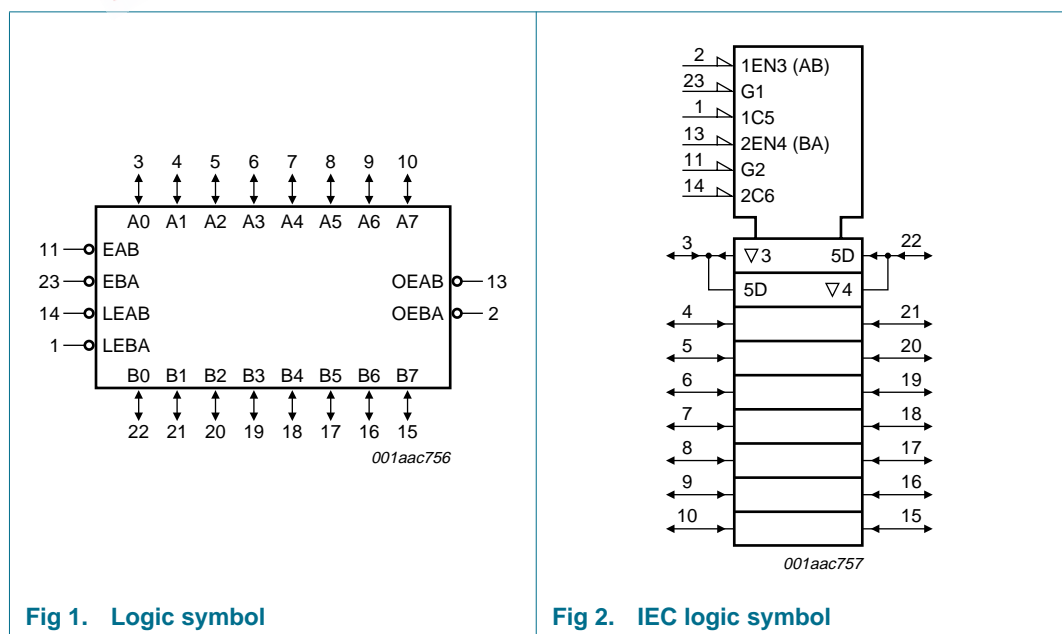 3 4 5 6 7 8 9 10
A0 A1 A2 A3 A4 A5 A6 A7
11 EAB
23 EBA OEAB 13
14 LEAB OEBA 2
1 LEBA
B0 B1 B2 B3 B4 B5 B6 B7
22 21 20 19 18 17 16 15
001aac756
Fig 1. Logic symbol
2 1EN3 (AB)
23 G1
1 1C5
13 2EN4 (BA)
11 G2
14 2C6
3 ▽3 5D 22
5D ▽4
4 21
5 20
6 19
7 18
8 17
9 16
10 15
001aac757
Fig 2. IEC logic symbol